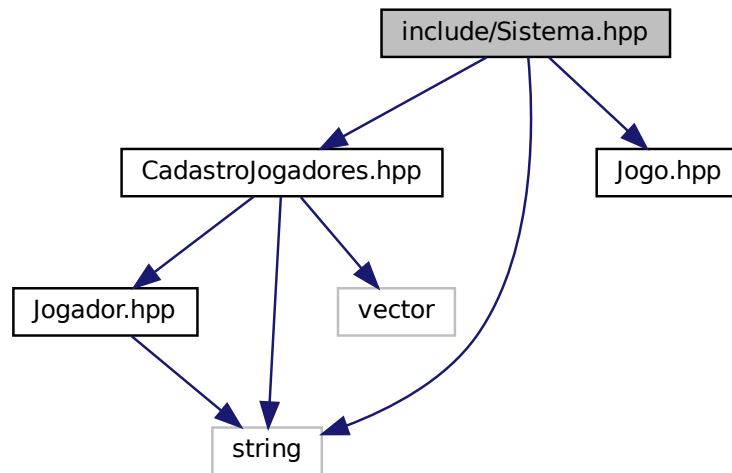 include/Sistema.hpp
CadastroJogadores.hpp
Jogo.hpp
Jogador.hpp
vector
string